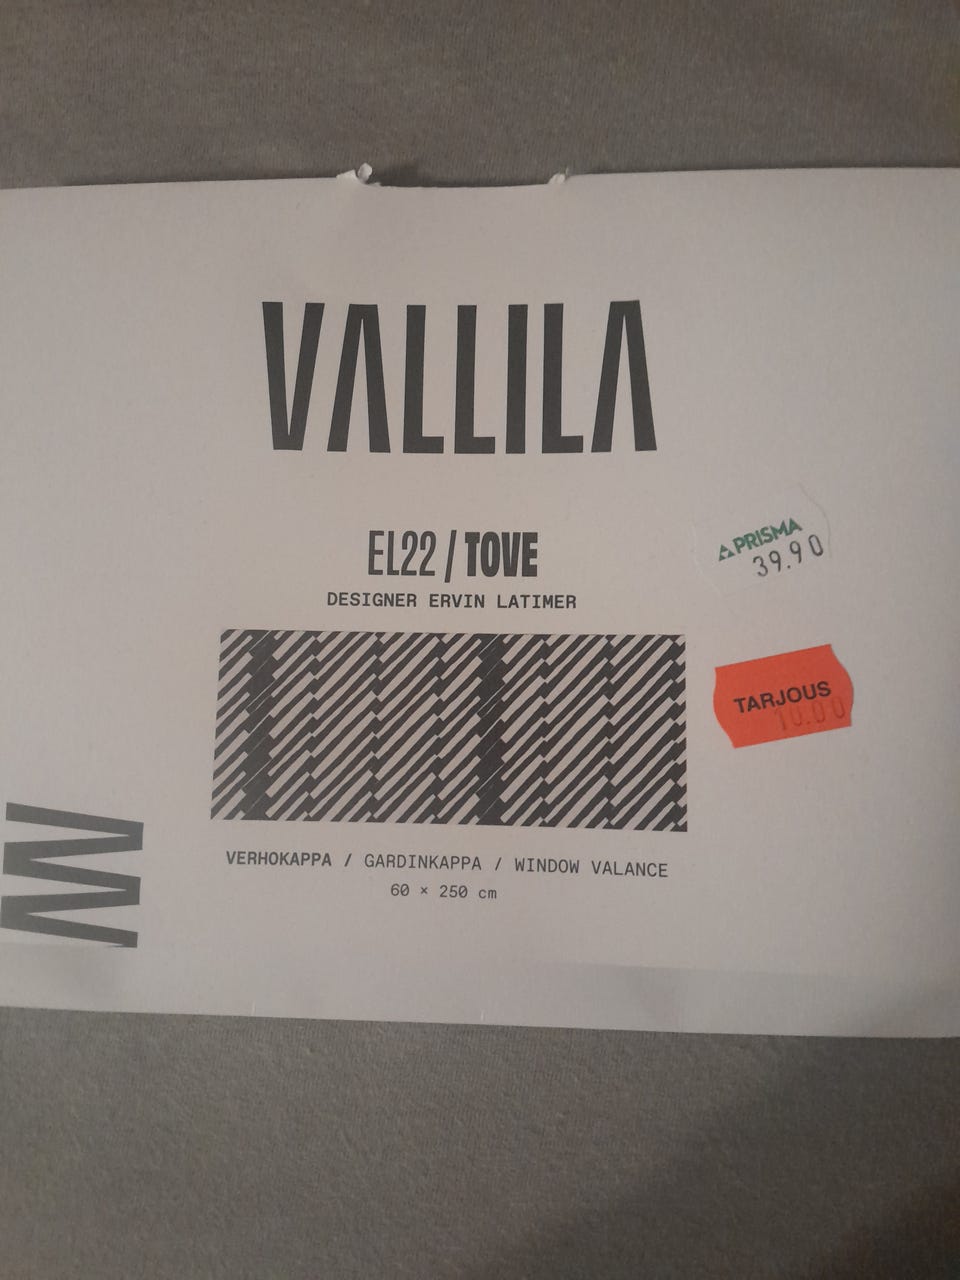 VALLILA
EL22 / TOVE
DESIGNER ERVIN LATIMER
PRISMA
39.90
TARJOUS
10.00
VERHOKAPPA / GARDINKAPPA / WINDOW VALANCE
60 × 250 cm